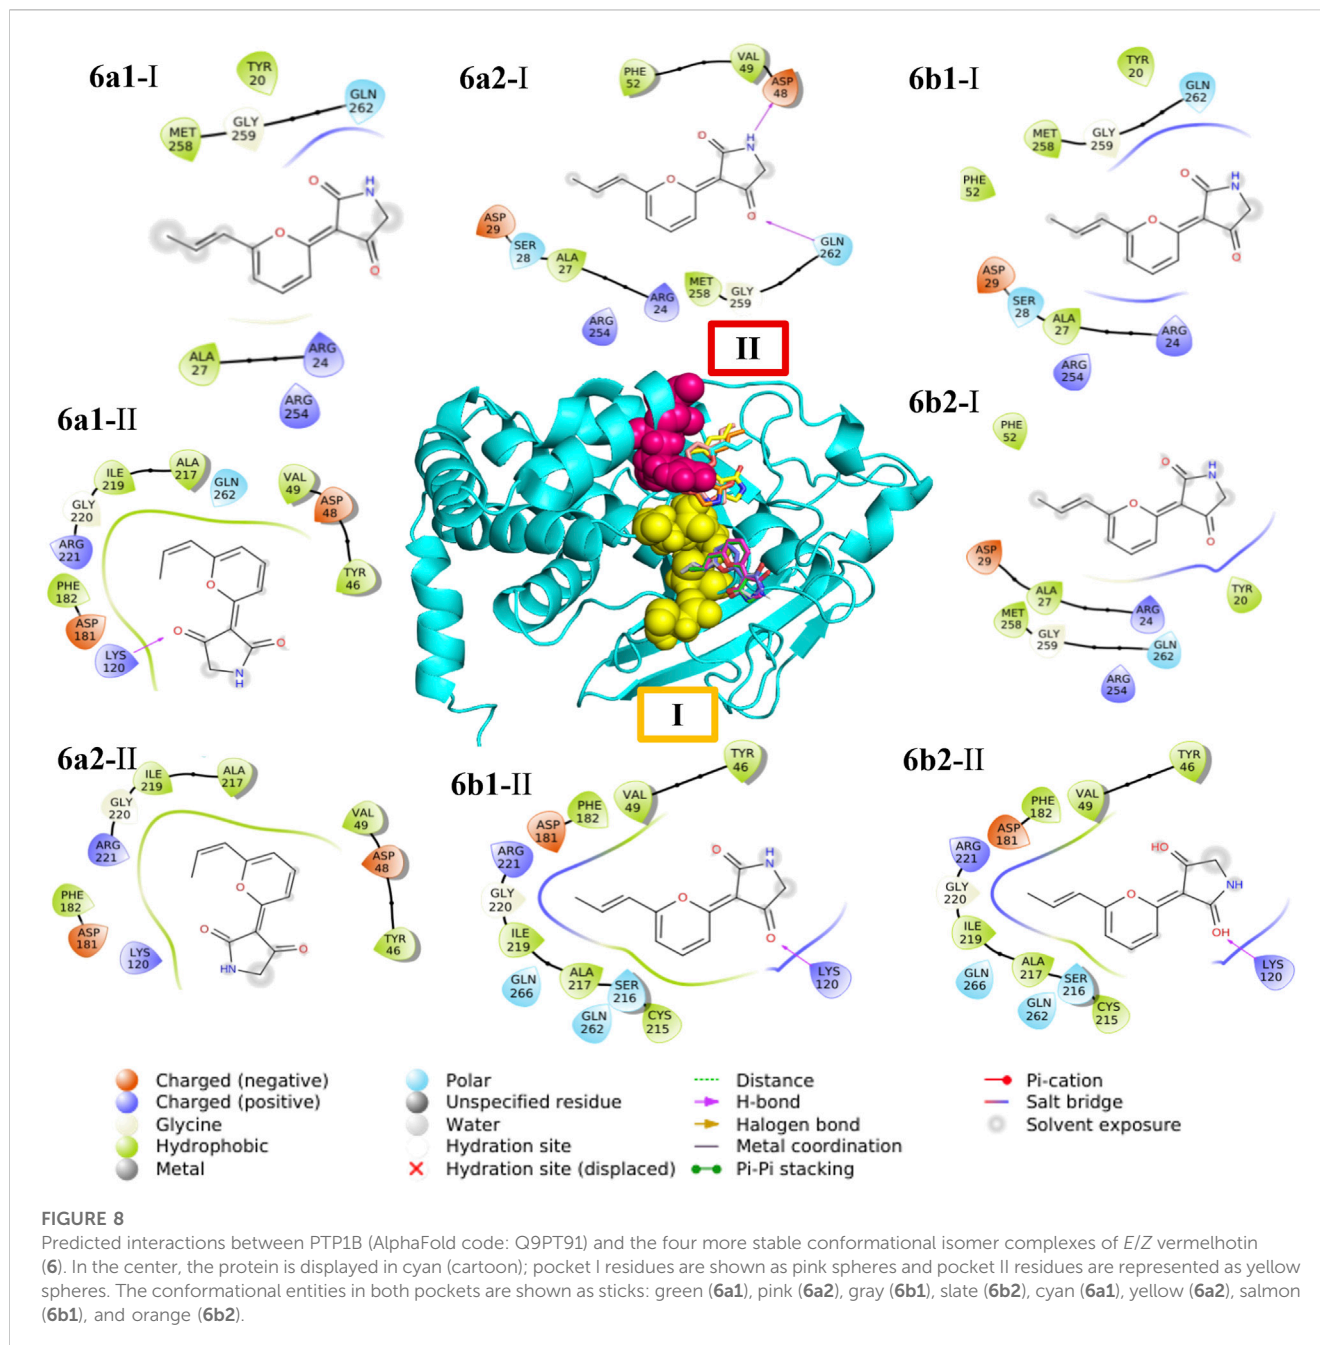 6a1-I
TYR
20
GLN
262
MET
258
GLY
259
O
H
N
O
O
ALA
27
ARG
24
ARG
254
6a2-I
PHE
52
VAL
49
ASP
48
O
H
N
O
O
ASP
29
SER
28
ALA
27
ARG
24
ARG
254
MET
258
GLY
259
GLN
262
6b1-I
TYR
20
GLN
262
MET
258
GLY
259
PHE
52
O
H
N
O
O
ASP
29
SER
28
ALA
27
ARG
24
ARG
254
II
I
6a1-II
ILE
219
ALA
217
GLN
262
VAL
49
ASP
48
GLY
220
ARG
221
PHE
182
ASP
181
LYS
120
TYR
46
O
O
O
N
H
6b2-I
PHE
52
O
H
N
O
O
ASP
29
ALA
27
ARG
24
TYR
20
MET
258
GLY
259
GLN
262
ARG
254
6a2-II
ILE
219
ALA
217
GLY
220
ARG
221
VAL
49
ASP
48
PHE
182
ASP
181
LYS
120
TYR
46
O
O
O
HN
6b1-II
TYR
46
VAL
49
PHE
182
ASP
181
ARG
221
GLY
220
ILE
219
GLN
266
ALA
217
SER
216
GLN
262
CYS
215
LYS
120
O
H
N
O
O
6b2-II
TYR
46
VAL
49
PHE
182
ASP
181
ARG
221
GLY
220
ILE
219
GLN
266
ALA
217
SER
216
GLN
262
CYS
215
LYS
120
HO
O
NH
OH
Charged (negative)
Charged (positive)
Glycine
Hydrophobic
Metal
Polar
Unspecified residue
Water
Hydration site
Hydration site (displaced)
Distance
H-bond
Halogen bond
Metal coordination
Pi-Pi stacking
Pi-cation
Salt bridge
Solvent exposure
FIGURE 8
Predicted interactions between PTP1B (AlphaFold code: Q9PT91) and the four more stable conformational isomer complexes of E/Z vermelhotin
(6). In the center, the protein is displayed in cyan (cartoon); pocket I residues are shown as pink spheres and pocket II residues are represented as yellow
spheres. The conformational entities in both pockets are shown as sticks: green (6a1), pink (6a2), gray (6b1), slate (6b2), cyan (6a1), yellow (6a2), salmon
(6b1), and orange (6b2).